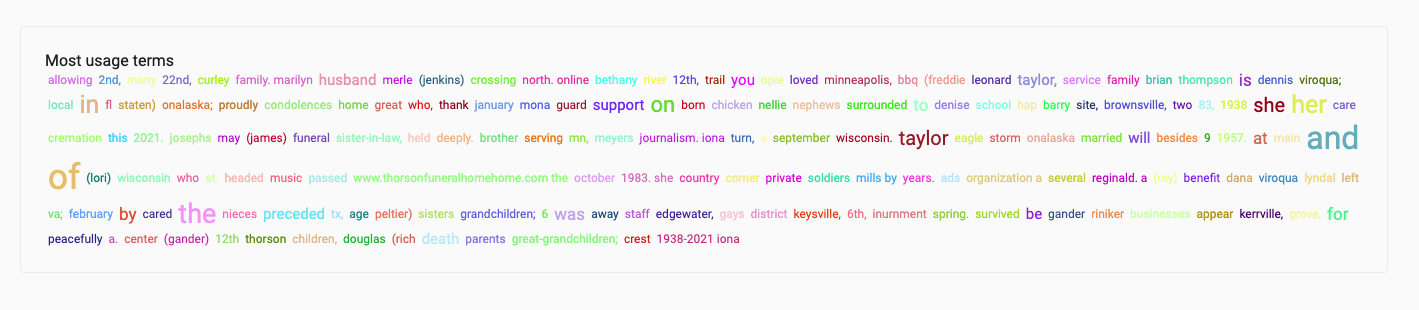 Most usage terms
allowing 2nd, many 22nd, curley family. marilyn husband merle (jenkins) crossing north. online bethany river 12th, trail you opie loved minneapolis, bbq (freddie leonard taylor, service family brian thompson is dennis viroqua;
local in fl staten) onalaska; proudly condolences home great who, thank january mona guard support on born chicken nellie nephews surrounded to denise school hap barry site, brownsville, two 83, 1938 she her care
cremation this 2021. josephs may (james) funeral sister-in-law, held deeply. brother serving mn, meyers journalism. iona turn, september wisconsin. taylor eagle storm onalaska married will besides 9 1957. at main and
of (lori) wisconsin who st. headed music passed www.thorsonfuneralhomehome.com the october 1983. she country corner private soldiers mills by years. ads organization a several reginald. a (ray) benefit dana viroqua lyndal left
va; february by cared the nieces preceded tx, age peltier) sisters grandchildren; 6 was away staff edgewater, gays district keysville, 6th, inurnment spring. survived be gander riniker businesses appear kerrville, grove, for
peacefully a. center (gander) 12th thorson children, douglas (rich death parents great-grandchildren; crest 1938-2021 iona